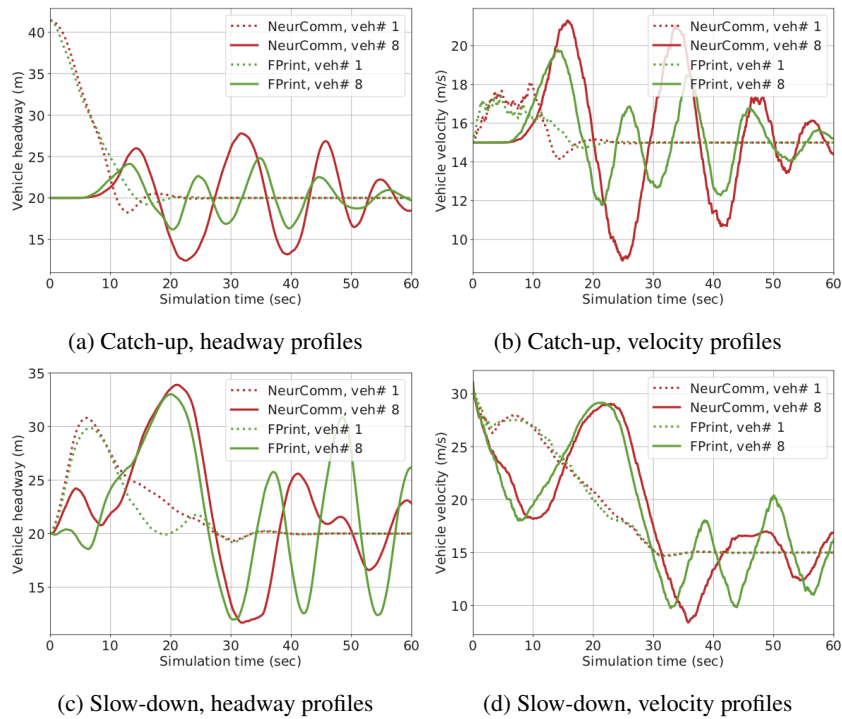 40
35
30
25
20
15
Vehicle headway (m)
0 10 20 30 40 50 60
Simulation time (sec)
NeurComm, veh# 1
NeurComm, veh# 8
FPrint, veh# 1
FPrint, veh# 8
(a) Catch-up, headway profiles
20
18
16
14
12
10
Vehicle velocity (m/s)
0 10 20 30 40 50 60
Simulation time (sec)
NeurComm, veh# 1
NeurComm, veh# 8
FPrint, veh# 1
FPrint, veh# 8
(b) Catch-up, velocity profiles
35
30
25
20
15
Vehicle headway (m)
0 10 20 30 40 50 60
Simulation time (sec)
NeurComm, veh# 1
NeurComm, veh# 8
FPrint, veh# 1
FPrint, veh# 8
(c) Slow-down, headway profiles
30
25
20
15
10
Vehicle velocity (m/s)
0 10 20 30 40 50 60
Simulation time (sec)
NeurComm, veh# 1
NeurComm, veh# 8
FPrint, veh# 1
FPrint, veh# 8
(d) Slow-down, velocity profiles